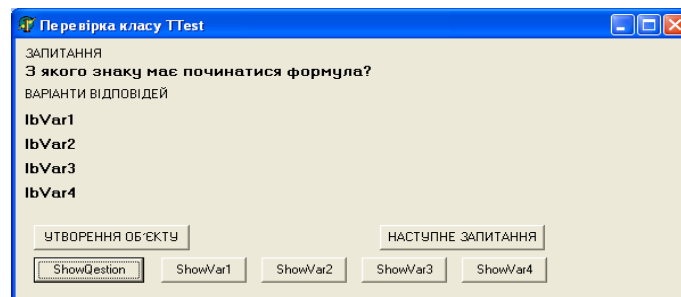 Перевірка класу TTest
ЗАПИТАННЯ
З якого знаку має починатися формула?
ВАРІАНТИ ВІДПОВІДЕЙ
lbVar1
lbVar2
lbVar3
lbVar4
УТВОРЕННЯ ОБ'ЄКТУ НАСТУПНЕ ЗАПИТАННЯ
ShowQestion ShowVar1 ShowVar2 ShowVar3 ShowVar4